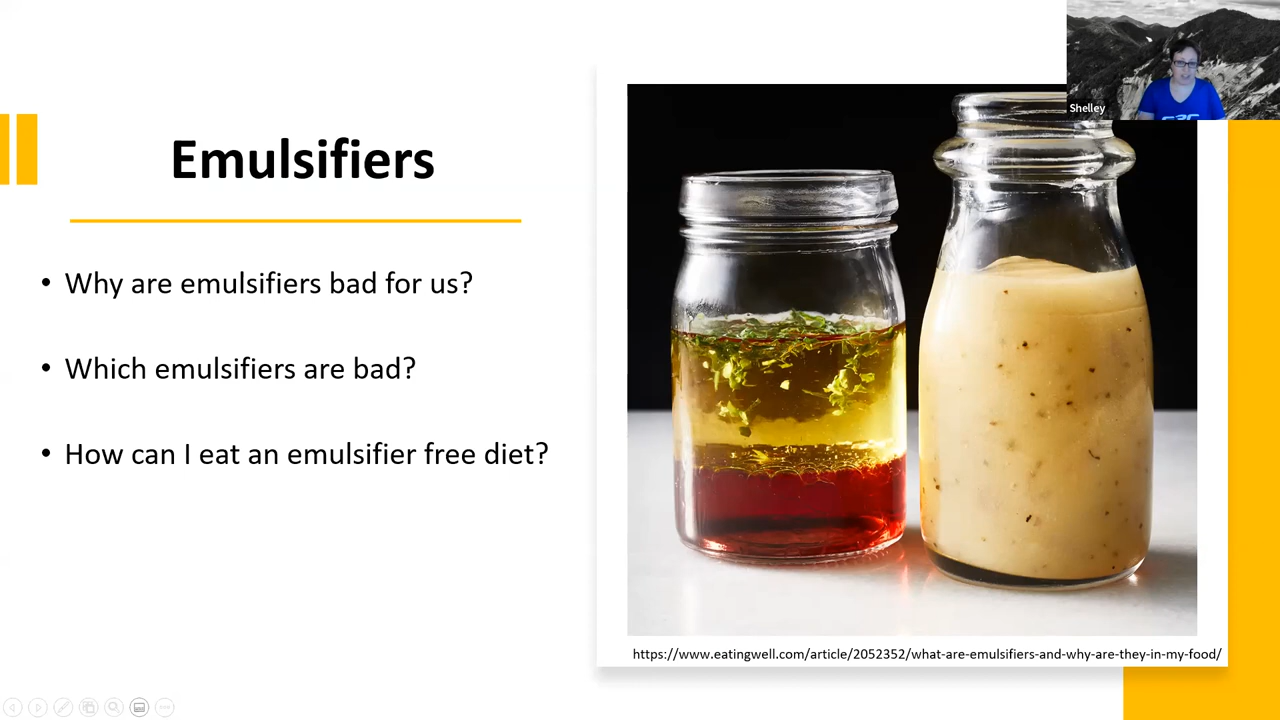 Shelley
Emulsifiers
• Why are emulsifiers bad for us?
• Which emulsifiers are bad?
• How can I eat an emulsifier free diet?
https://www.eatingwell.com/article/2052352/what-are-emulsifiers-and-why-are-they-in-my-food/